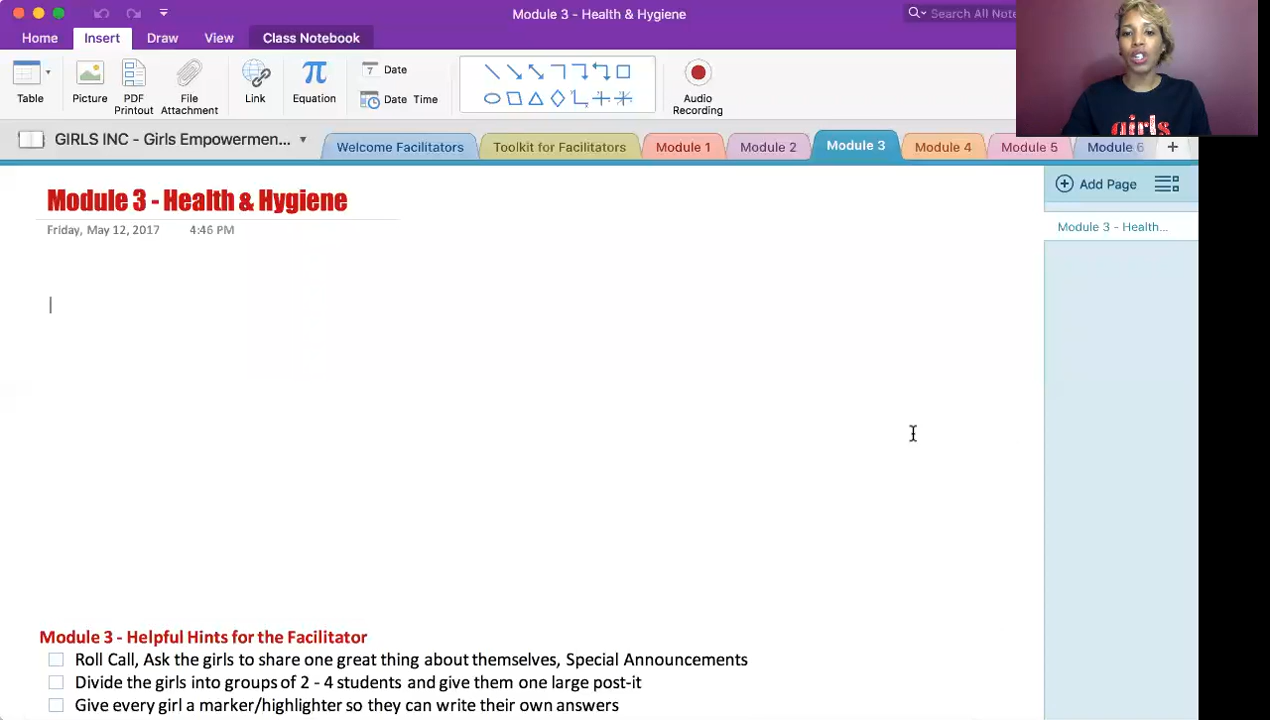 Module 3 - Health & Hygiene
Search All Note
Home Insert Draw View Class Notebook
Table Picture PDF Printout File Attachment Link Equation Date Date Time Audio Recording
GIRLS INC - Girls Empowermen... Welcome Facilitators Toolkit for Facilitators Module 1 Module 2 Module 3 Module 4 Module 5 Module 6
girls
Add Page
Module 3 - Health & Hygiene
Module 3 - Health...
Friday, May 12, 2017 4:46 PM
Module 3 - Helpful Hints for the Facilitator
Roll Call, Ask the girls to share one great thing about themselves, Special Announcements
Divide the girls into groups of 2 - 4 students and give them one large post-it
Give every girl a marker/highlighter so they can write their own answers